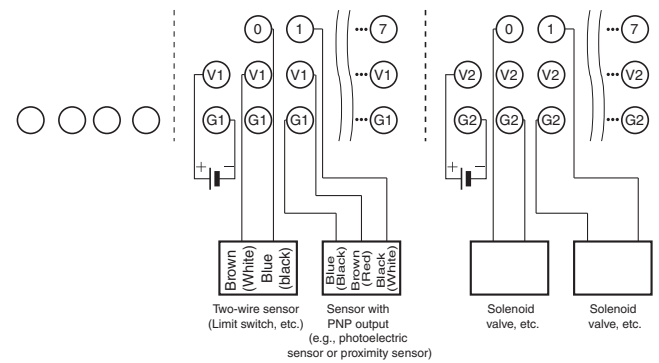 0 1 ••• 7 0 1 ••• 7
V1 V1 V1 ••• V1 V2 V2 V2 ••• V2
G1 G1 G1 ••• G1 G2 G2 G2 ••• G2
+ − + −
Brown
(White)
Blue
(black)
Blue
(Black)
Brown
(Red)
Black
(White)
Two-wire sensor
(Limit switch, etc.)
Sensor with
PNP output
(e.g., photoelectric
sensor or proximity sensor)
Solenoid
valve, etc.
Solenoid
valve, etc.